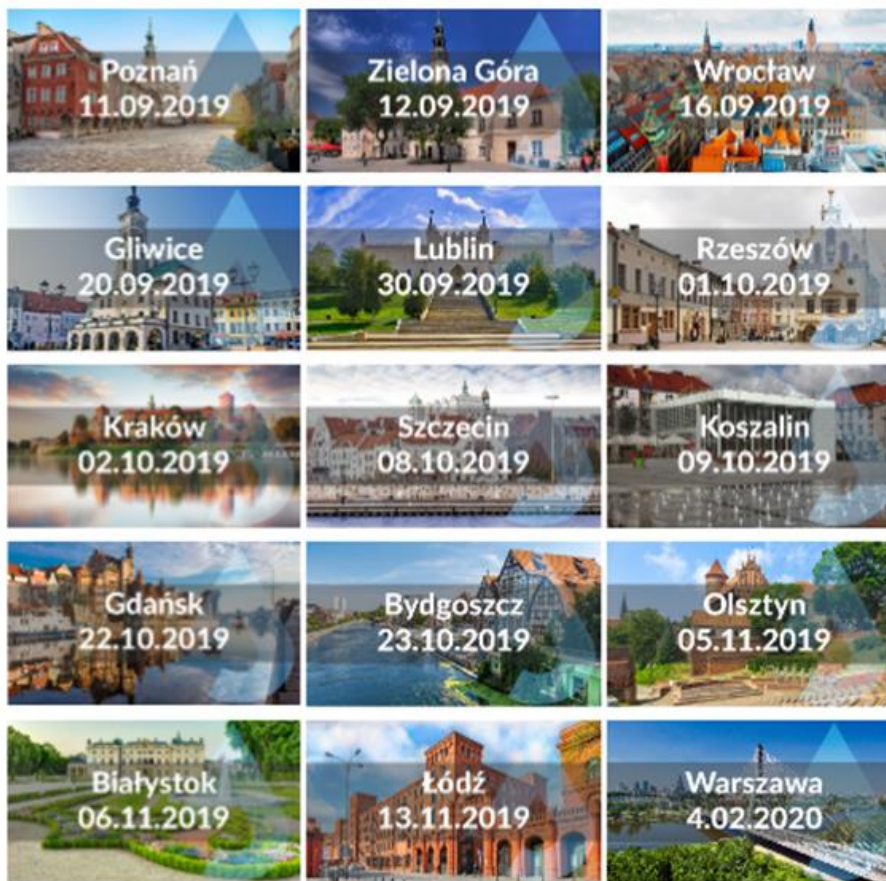 Poznań
11.09.2019
Zielona Góra
12.09.2019
Wrocław
16.09.2019
Gliwice
20.09.2019
Lublin
30.09.2019
Rzeszów
01.10.2019
Kraków
02.10.2019
Szczecin
08.10.2019
Koszalin
09.10.2019
Gdańsk
22.10.2019
Bydgoszcz
23.10.2019
Olsztyn
05.11.2019
Białystok
06.11.2019
Łódź
13.11.2019
Warszawa
4.02.2020